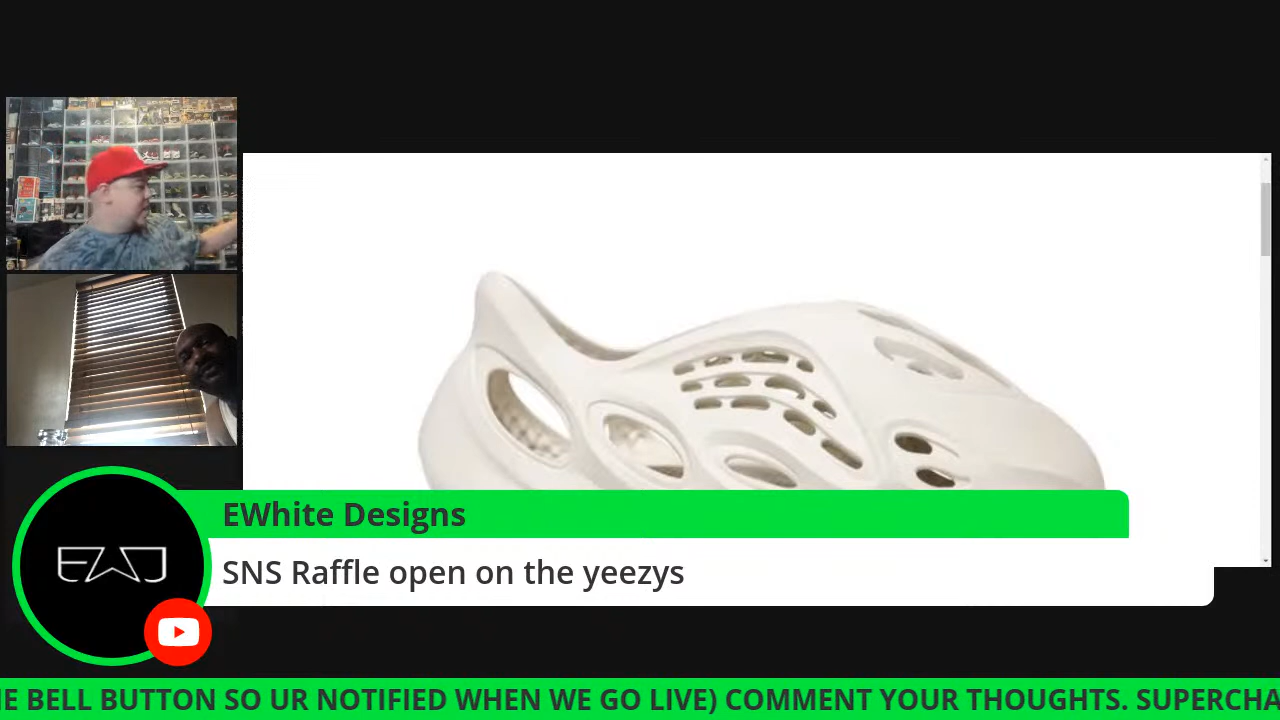 EWhite Designs
SNS Raffle open on the yeezys
BELL BUTTON SO UR NOTIFIED WHEN WE GO LIVE) COMMENT YOUR THOUGHTS.